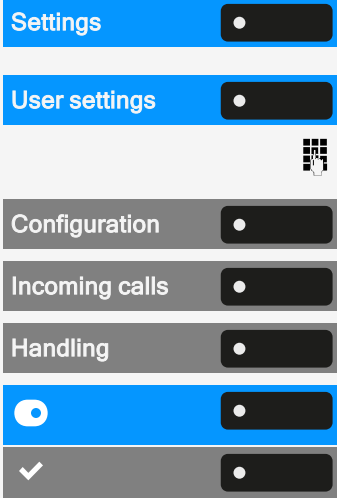 Settings
User settings
Configuration
Incoming calls
Handling